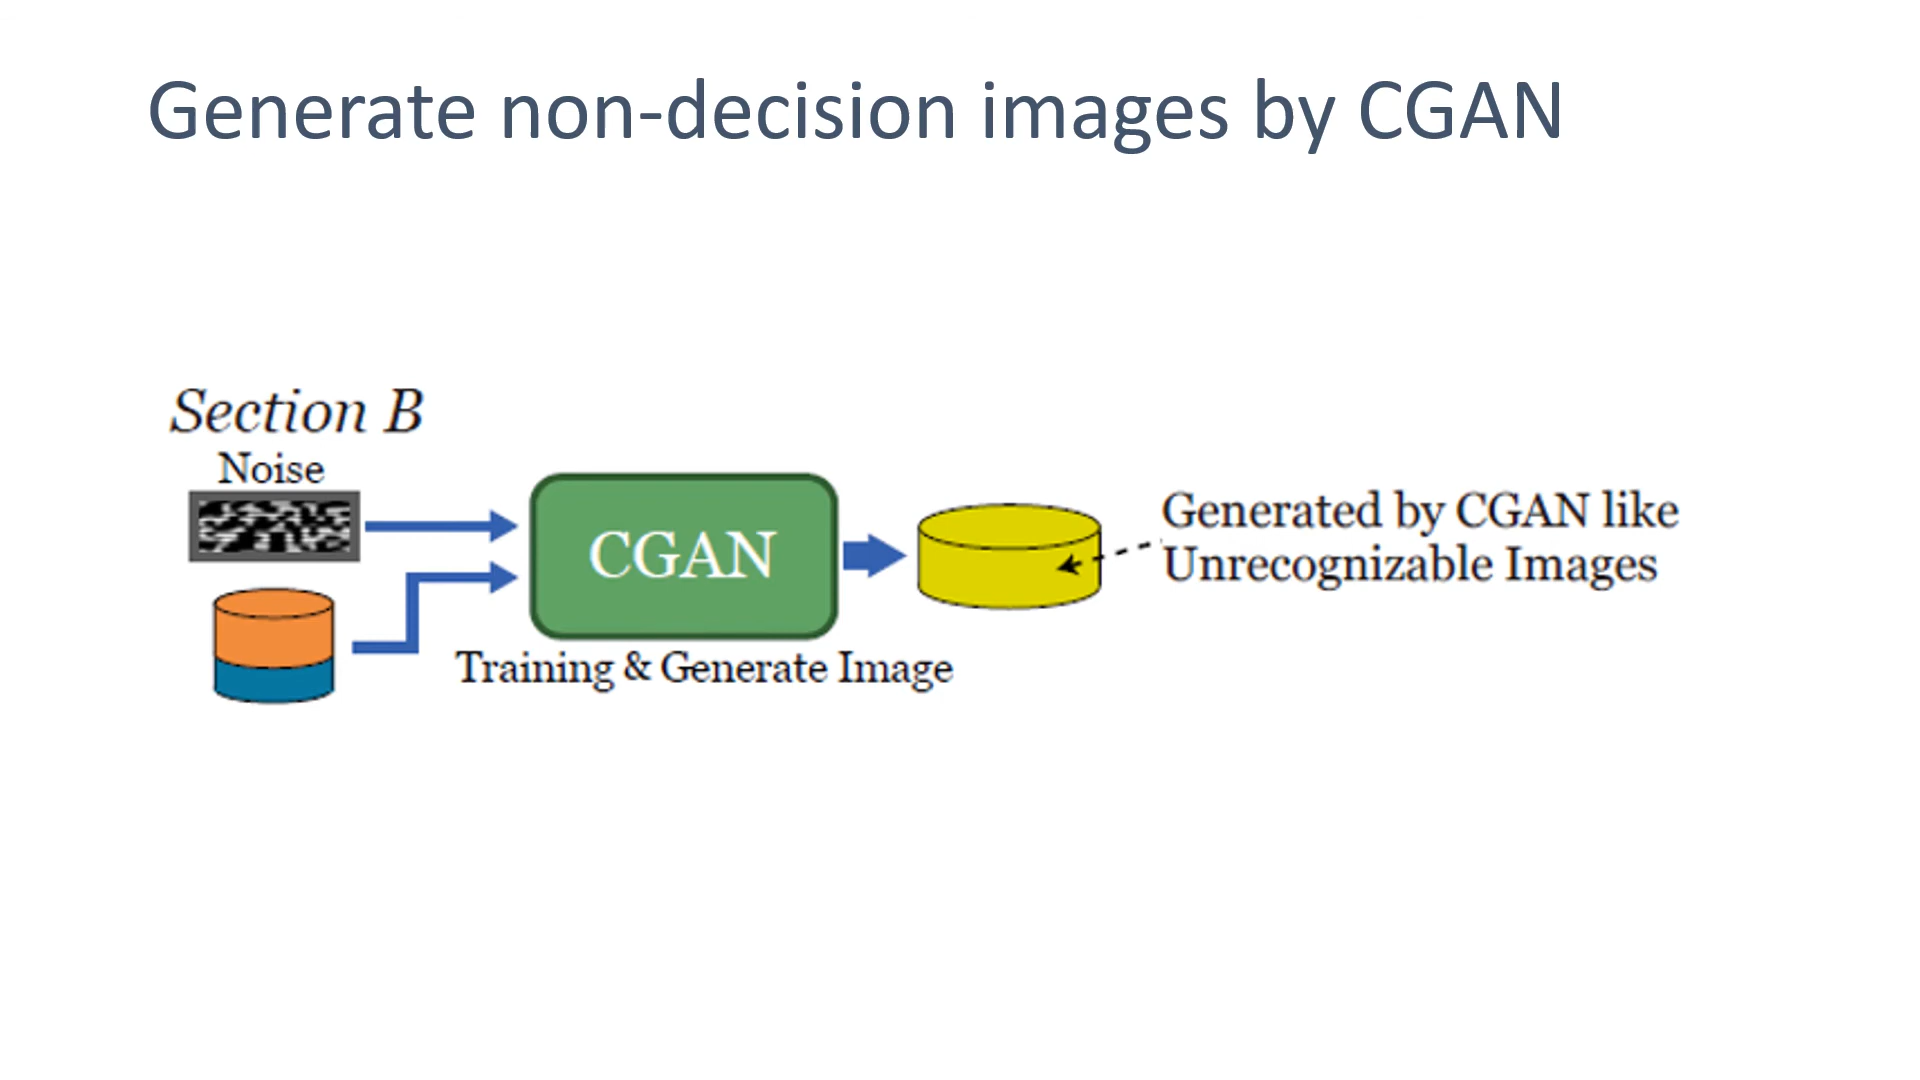 Generate non-decision images by CGAN
Section B
Noise
CGAN
Training & Generate Image
Generated by CGAN like
Unrecognizable Images